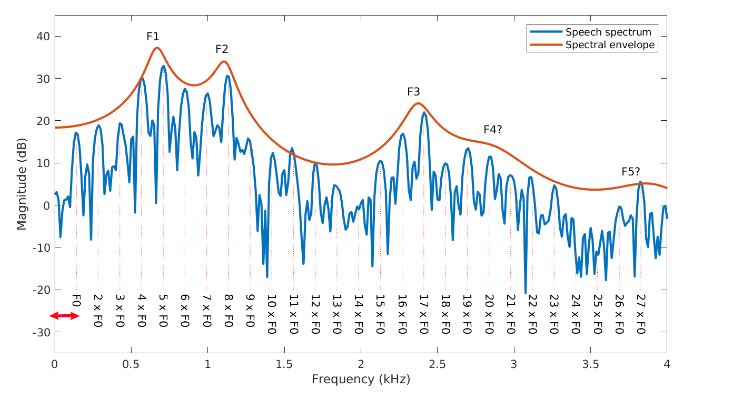 F1
F2
F3
F4?
F5?
Speech spectrum
Spectral envelope
40
30
20
10
0
-10
-20
-30
Magnitude (dB)
F0
2 x F0
3 x F0
4 x F0
5 x F0
6 x F0
7 x F0
8 x F0
9 x F0
10 x F0
11 x F0
12 x F0
13 x F0
14 x F0
15 x F0
16 x F0
17 x F0
18 x F0
19 x F0
20 x F0
21 x F0
22 x F0
23 x F0
24 x F0
25 x F0
26 x F0
27 x F0
0
0.5
1
1.5
2
2.5
3
3.5
4
Frequency (kHz)